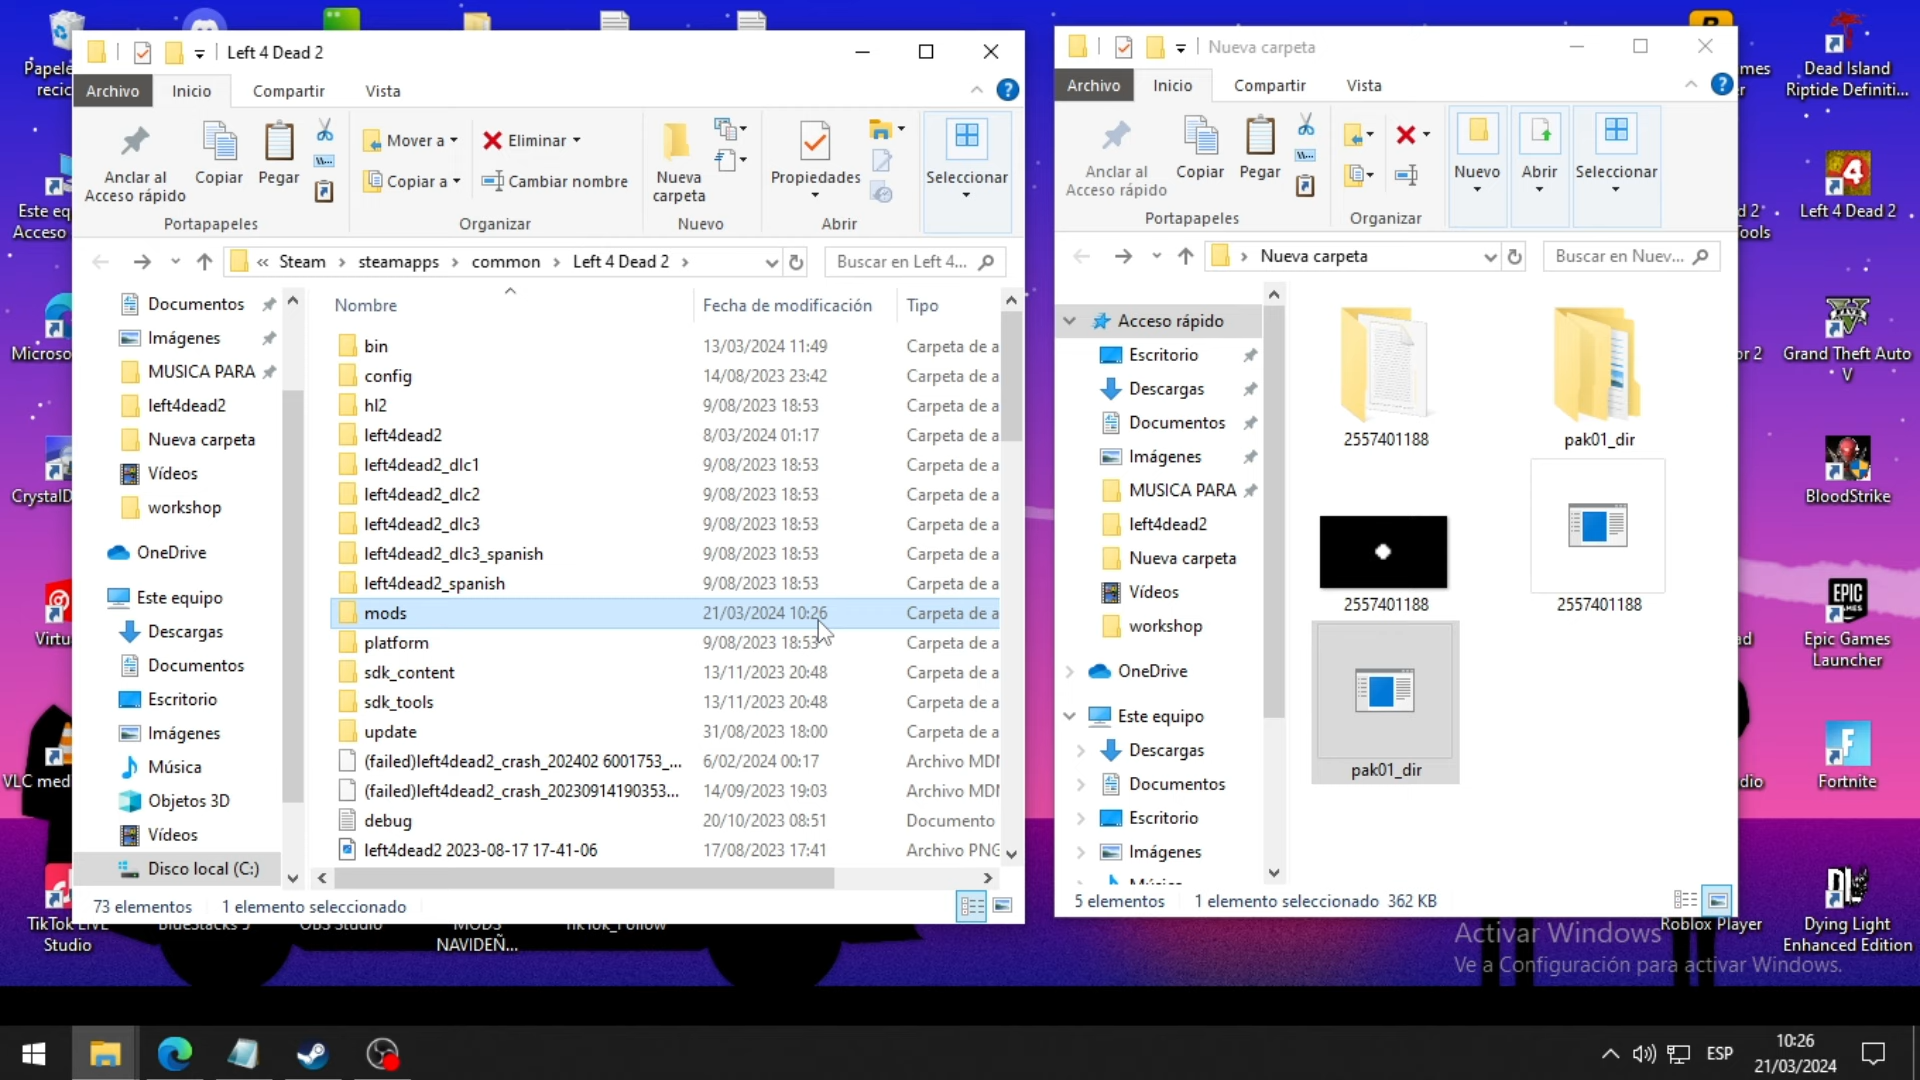 Left 4 Dead 2
Archivo
Inicio
Compartir
Vista
Anclar al
Acceso rápido
Copiar
Pegar
Portapapeles
Mover a
Copiar a
Eliminar
Cambiar nombre
Organizar
Nueva
carpeta
Nuevo
Propiedades
Abrir
Seleccionar
« Steam > steamapps > common > Left 4 Dead 2 >
Buscar en Left 4...
Documentos
Imágenes
MUSICA PARA
left4dead2
Nueva carpeta
Vídeos
workshop
OneDrive
Este equipo
Descargas
Documentos
Escritorio
Imágenes
Música
Objetos 3D
Vídeos
Disco local (C:)
Nombre Fecha de modificación Tipo
bin 13/03/2024 11:49 Carpeta de a
config 14/08/2023 23:42 Carpeta de a
hl2 9/08/2023 18:53 Carpeta de a
left4dead2 8/03/2024 01:17 Carpeta de a
left4dead2_dlc1 9/08/2023 18:53 Carpeta de a
left4dead2_dlc2 9/08/2023 18:53 Carpeta de a
left4dead2_dlc3 9/08/2023 18:53 Carpeta de a
left4dead2_dlc3_spanish 9/08/2023 18:53 Carpeta de a
left4dead2_spanish 9/08/2023 18:53 Carpeta de a
mods 21/03/2024 10:26 Carpeta de a
platform 9/08/2023 18:53 Carpeta de a
sdk_content 13/11/2023 20:48 Carpeta de a
sdk_tools 13/11/2023 20:48 Carpeta de a
update 31/08/2023 18:00 Carpeta de a
(failed)left4dead2_crash_202402 6001753_... 6/02/2024 00:17 Archivo MDM
(failed)left4dead2_crash_20230914190353... 14/09/2023 19:03 Archivo MDM
debug 20/10/2023 08:51 Documento
left4dead2 2023-08-17 17-41-06 17/08/2023 17:41 Archivo PNG
73 elementos 1 elemento seleccionado
Nueva carpeta
Archivo
Inicio
Compartir
Vista
Anclar al
Acceso rápido
Copiar
Pegar
Portapapeles
Organizar
Nuevo
Abrir
Seleccionar
> Nueva carpeta
Buscar en Nuev...
Acceso rápido
Escritorio
Descargas
Documentos
Imágenes
MUSICA PARA
left4dead2
Nueva carpeta
Vídeos
workshop
OneDrive
Este equipo
Descargas
Documentos
Escritorio
Imágenes
2557401188
pak01_dir
2557401188
2557401188
pak01_dir
5 elementos 1 elemento seleccionado 362 KB
Papele
recic
Este eq
Acceso
Microso
CrystalD
Virtu
VLC med
TikTok LIVE
Studio
BlueStacks 5
OBS Studio
MODS
NAVIDEÑ...
TikTok_Follow
mes
er
d 2"
ools
or 2
ad
dio
Roblox Player
Dead Island
Riptide Definiti...
Left 4 Dead 2
Grand Theft Auto
V
BloodStrike
EPIC
GAMES
Epic Games
Launcher
Fortnite
Dying Light
Enhanced Edition
Activar Windows
Ve a Configuración para activar Windows.
ESP
10:26
21/03/2024